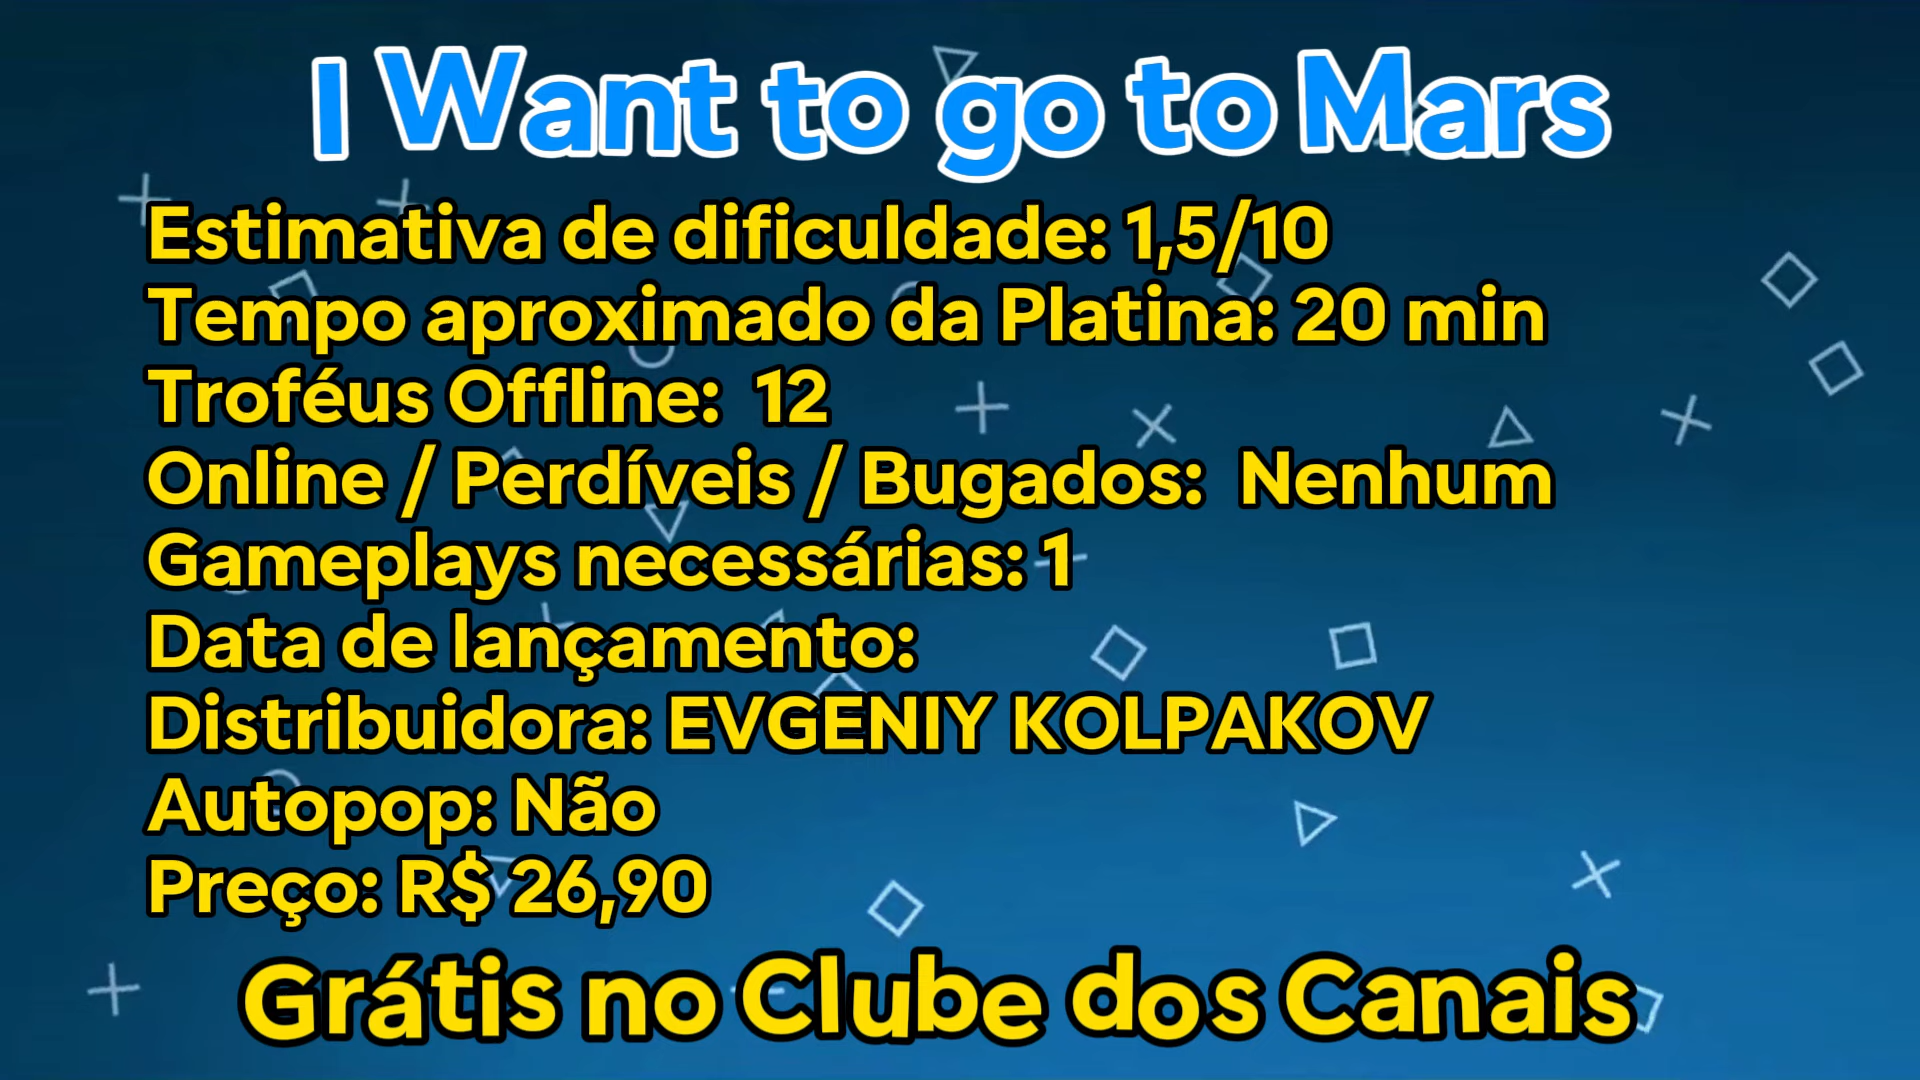 I Want to go to Mars
Estimativa de dificuldade: 1,5/10
Tempo aproximado da Platina: 20 min
Troféus Offline: 12
Online / Perdíveis / Bugados: Nenhum
Gameplays necessárias: 1
Data de lançamento:
Distribuidora: EVGENIY KOLPAKOV
Autopop: Não
Preço: R$ 26,90
Grátis no Clube dos Canais